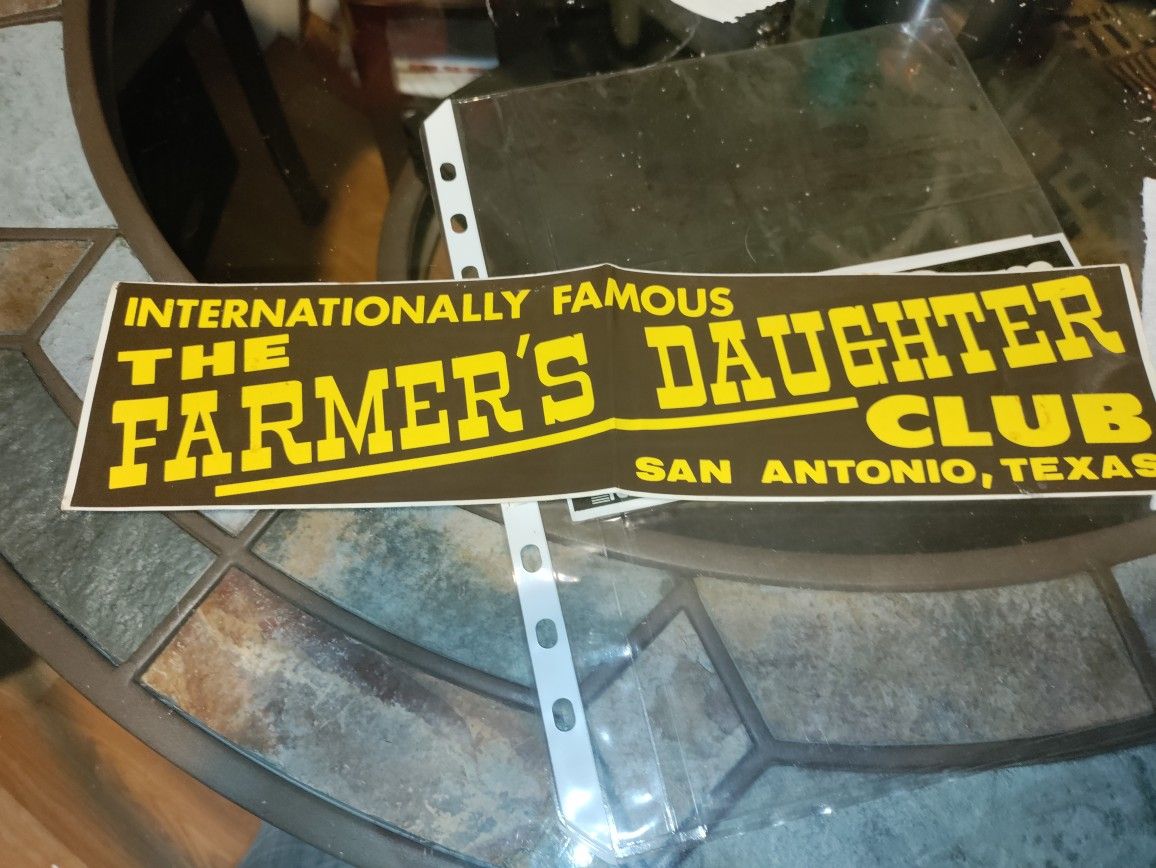 INTERNATIONALLY FAMOUS
THE
FARMER'S DAUGHTER
CLUB
SAN ANTONIO, TEXAS